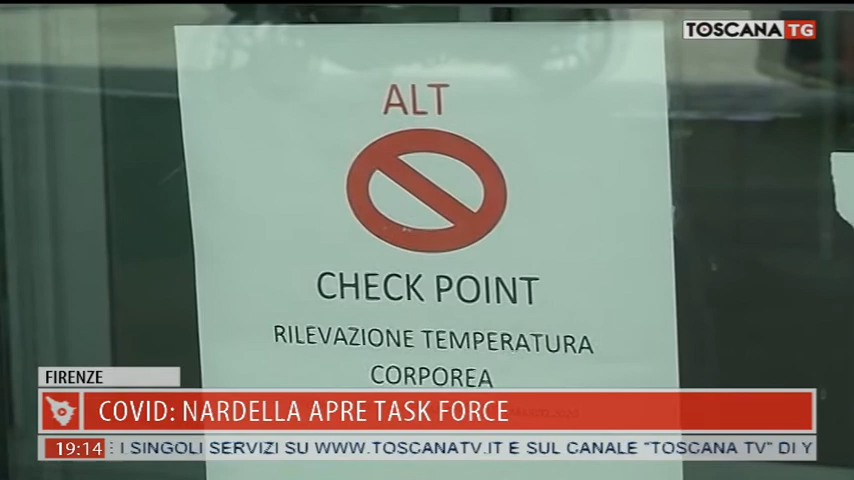 TOSCANA TG
ALT
CHECK POINT
RILEVAZIONE TEMPERATURA
CORPOREA
FIRENZE
COVID: NARDELLA APRE TASK FORCE
19:14 E I SINGOLI SERVIZI SU WWW.TOSCANATV.IT E SUL CANALE "TOSCANA TV" DI Y